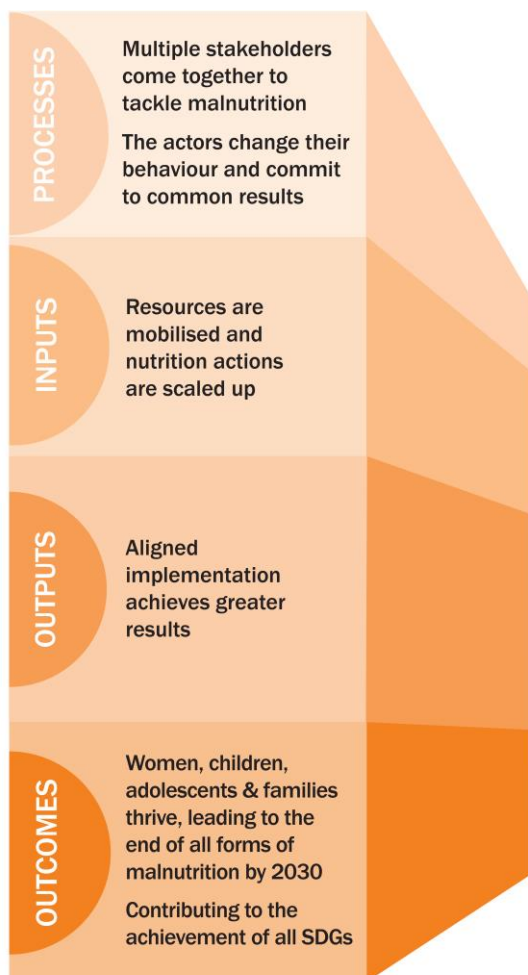 PROCESSES
Multiple stakeholders
come together to
tackle malnutrition
The actors change their
behaviour and commit
to common results
INPUTS
Resources are
mobilised and
nutrition actions
are scaled up
OUTPUTS
Aligned
implementation
achieves greater
results
OUTCOMES
Women, children,
adolescents & families
thrive, leading to the
end of all forms of
malnutrition by 2030
Contributing to the
achievement of all SDGs